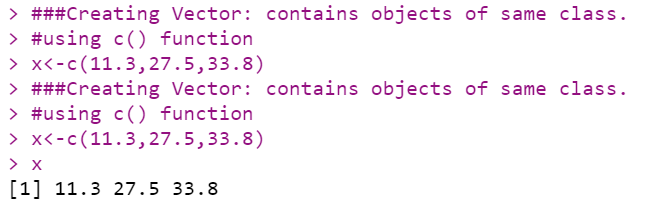 > ###Creating Vector: contains objects of same class.
> #using c() function
> x<-c(11.3,27.5,33.8)
> ###Creating Vector: contains objects of same class.
> #using c() function
> x<-c(11.3,27.5,33.8)
> x
[1] 11.3 27.5 33.8